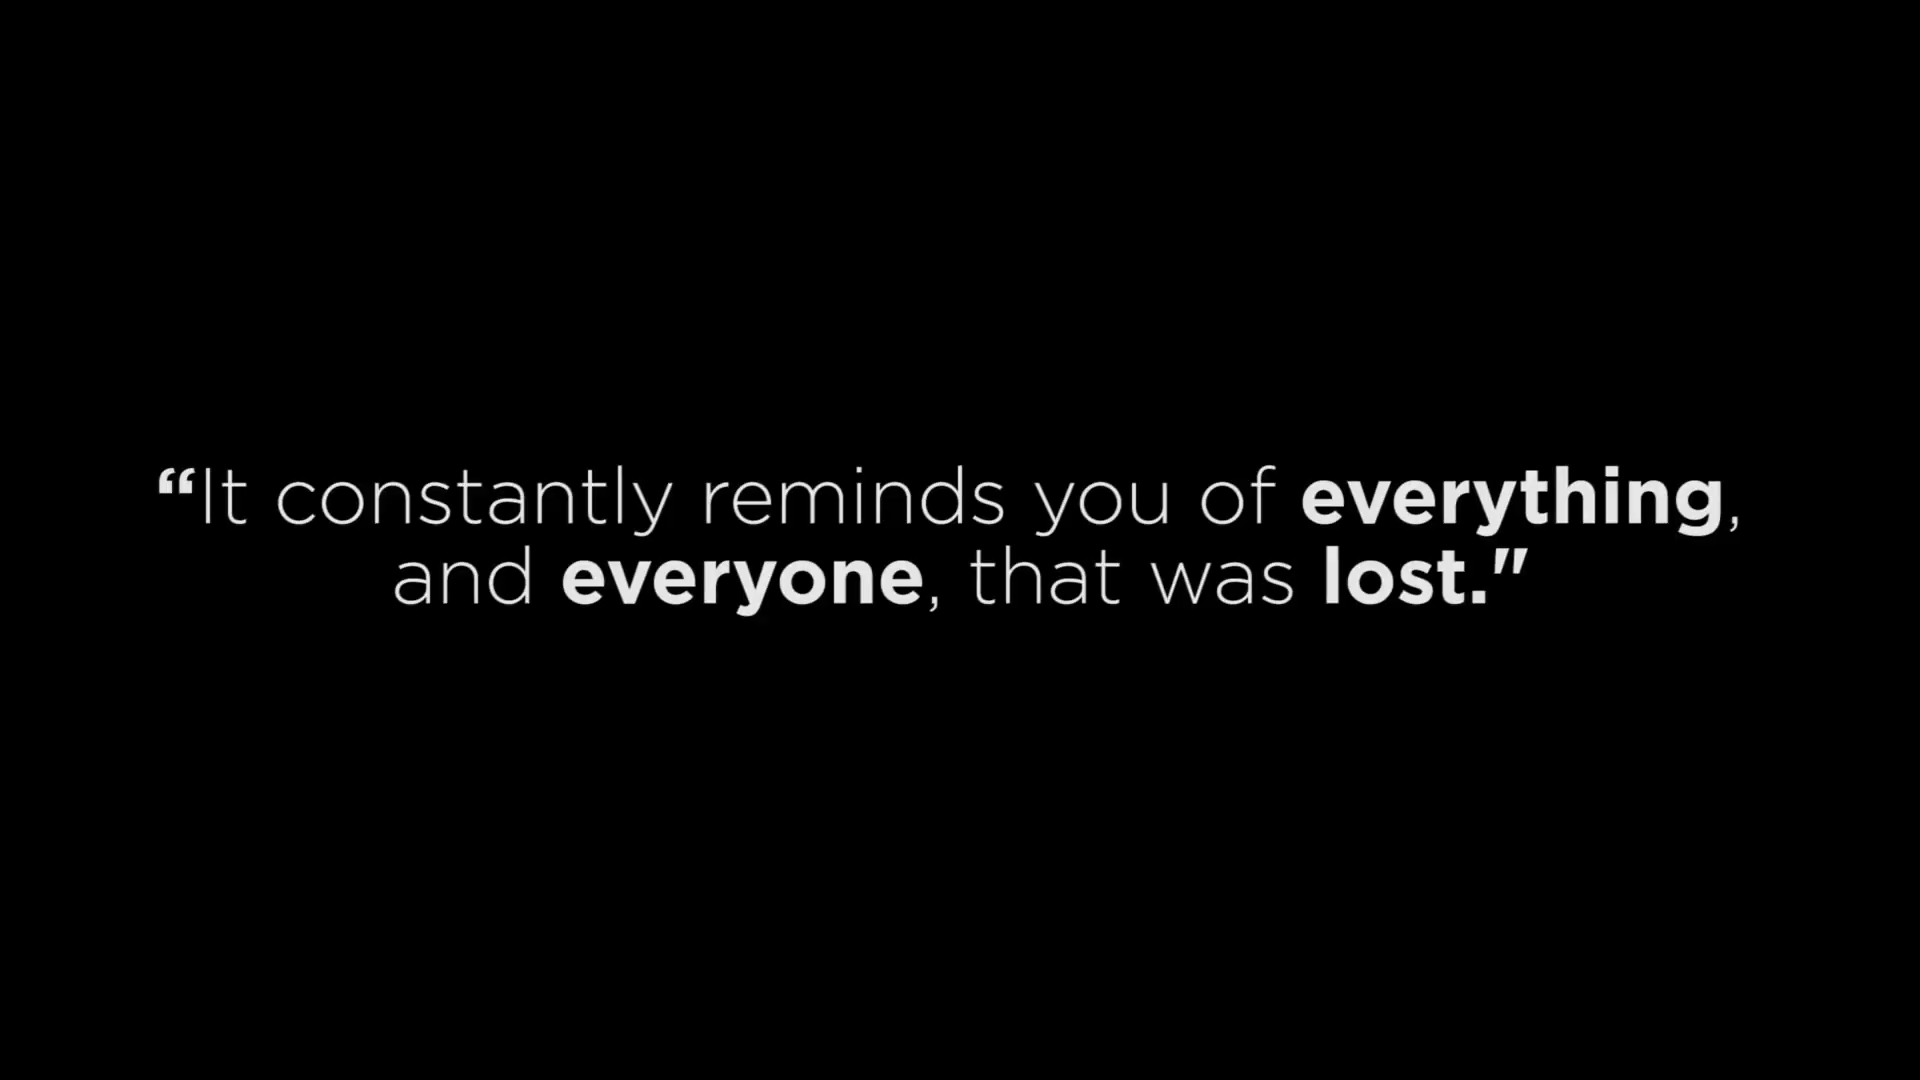 “It constantly reminds you of everything,
and everyone, that was lost."